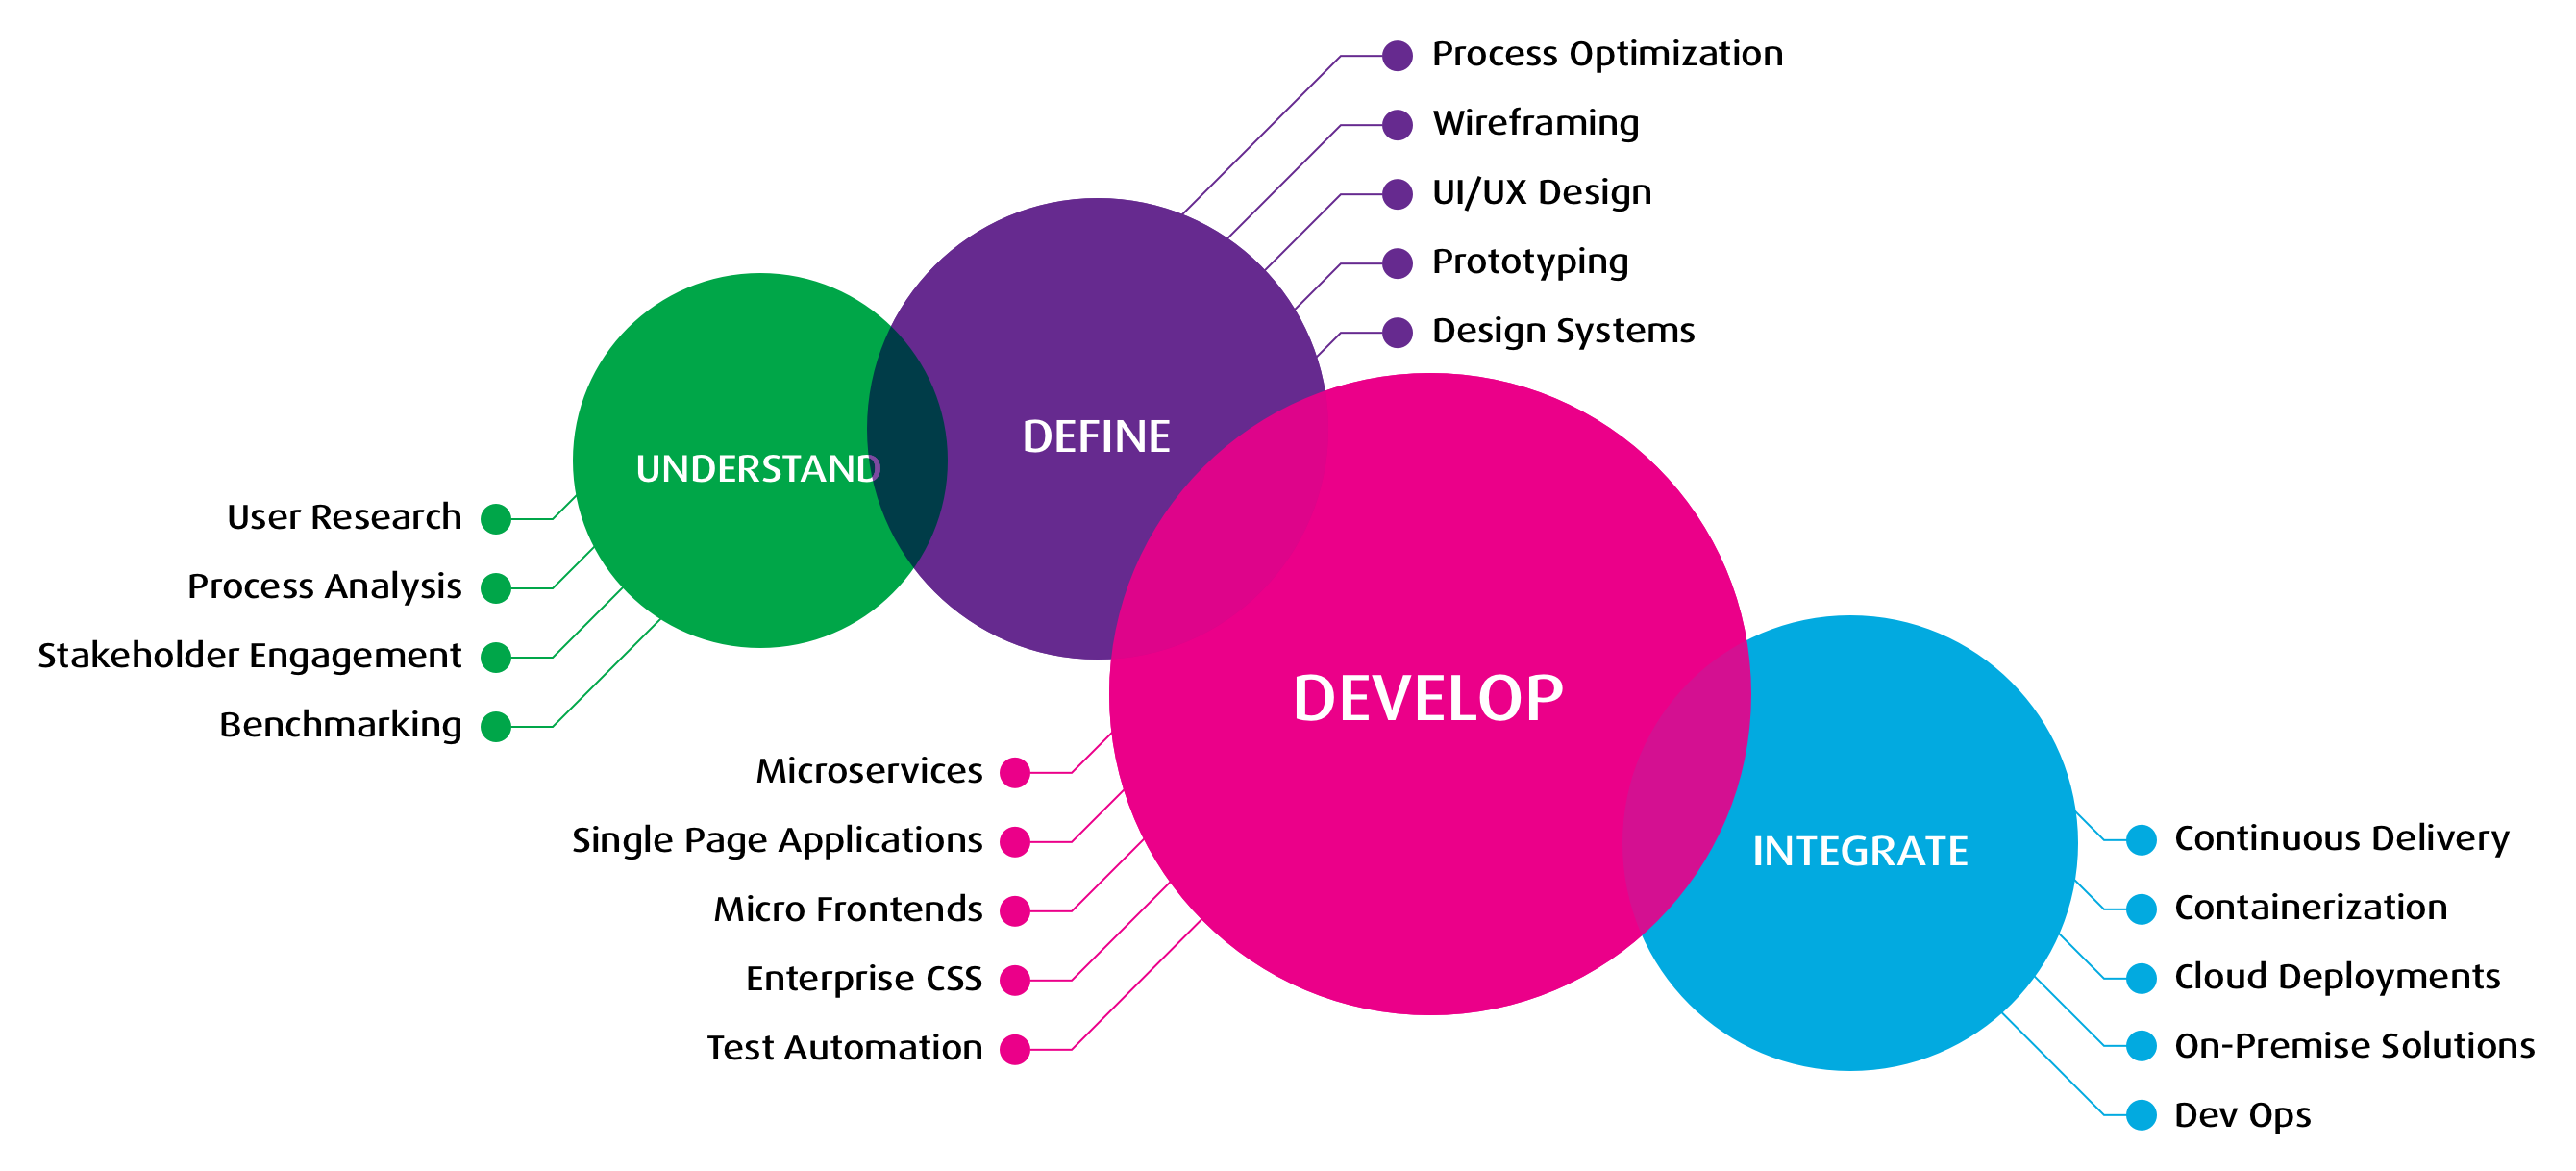 UNDERSTAND
User Research
Process Analysis
Stakeholder Engagement
Benchmarking
DEFINE
Process Optimization
Wireframing
UI/UX Design
Prototyping
Design Systems
DEVELOP
Microservices
Single Page Applications
Micro Frontends
Enterprise CSS
Test Automation
INTEGRATE
Continuous Delivery
Containerization
Cloud Deployments
On-Premise Solutions
Dev Ops